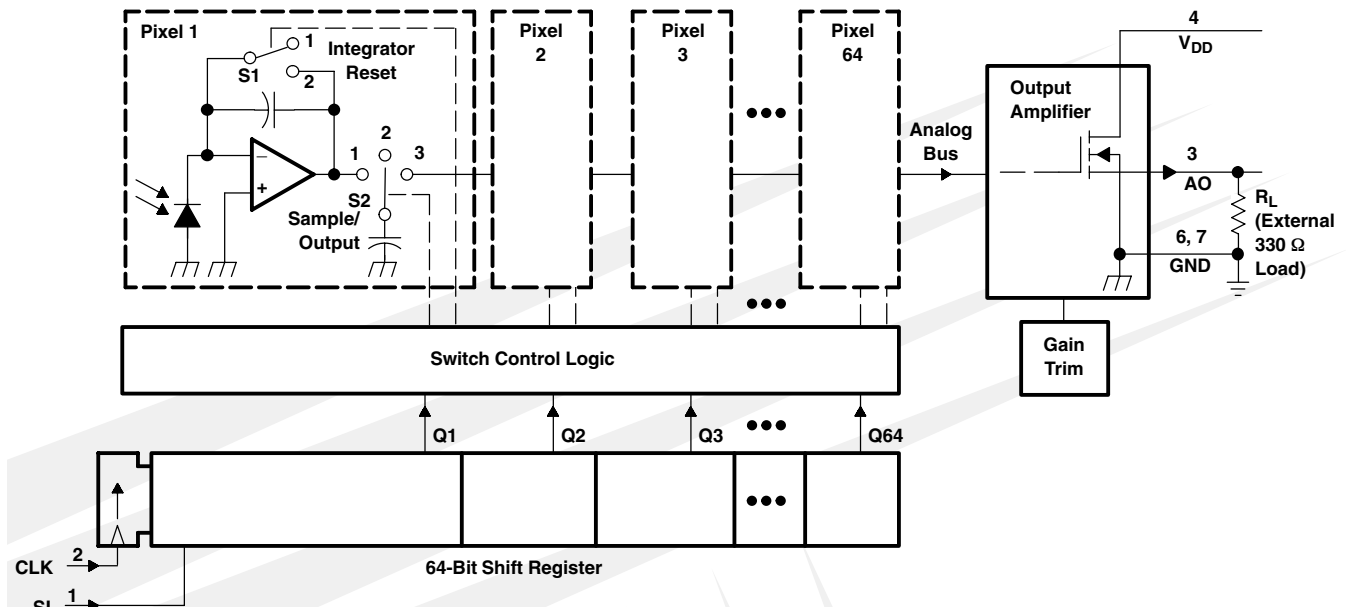 Pixel 1
1
Integrator
Reset
S1
2
−
+
1
2
3
S2
Sample/
Output
Pixel
2
Pixel
3
Pixel
64
Analog
Bus
Output
Amplifier
4
VDD
3
AO
6, 7
GND
RL
(External
330 Ω
Load)
Gain
Trim
Switch Control Logic
Q1
Q2
Q3
Q64
CLK
2
64-Bit Shift Register
SI
1